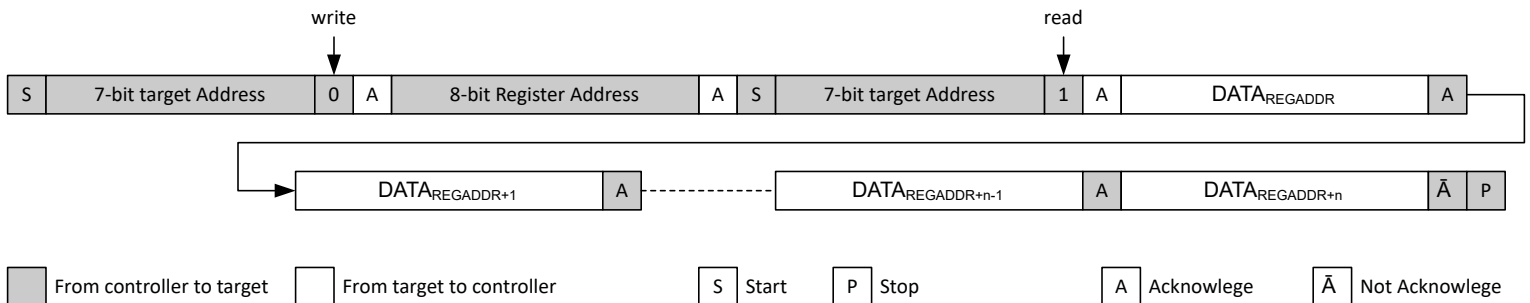 write read
S 7-bit target Address 0 A 8-bit Register Address A S 7-bit target Address 1 A DATAREGADDR A
DATAREGADDR+1 A DATAREGADDR+n-1 A DATAREGADDR+n Ā P
From controller to target From target to controller S Start P Stop A Acknowlege Ā Not Acknowlege